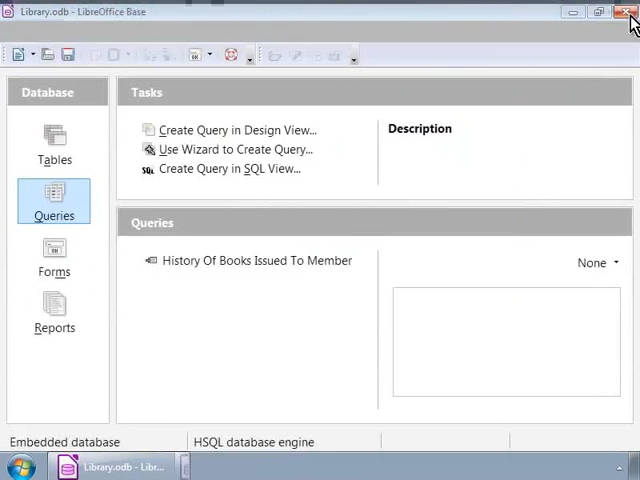 Library.odb - LibreOffice Base
Database
Tasks
Tables
Queries
Forms
Reports
Create Query in Design View...
Use Wizard to Create Query...
SQL Create Query in SQL View...
Description
Queries
History Of Books Issued To Member
None
Embedded database
HSQL database engine
Library.odb - Libr...